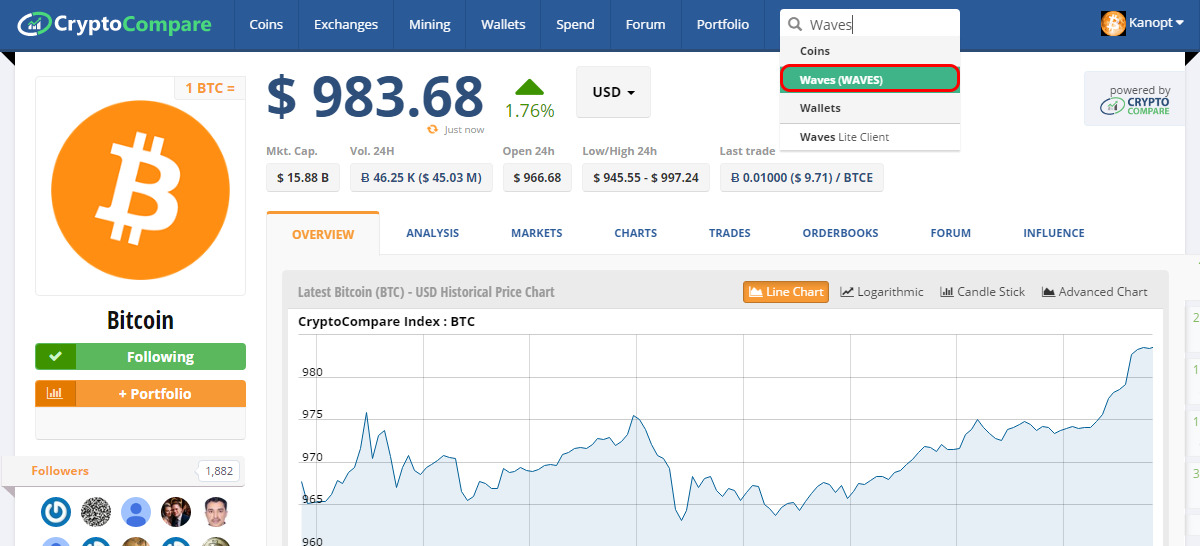 CryptoCompare
Coins
Exchanges
Mining
Wallets
Spend
Forum
Portfolio
Waves
Kanopt
Coins
Waves (WAVES)
Wallets
Waves Lite Client
1 BTC =
$ 983.68
1.76%
Just now
USD
powered by
CRYPTO
COMPARE
Mkt. Cap.
Vol. 24H
Open 24h
Low/High 24h
Last trade
$ 15.88 B
Ƀ 46.25 K ($ 45.03 M)
$ 966.68
$ 945.55 - $ 997.24
Ƀ 0.01000 ($ 9.71) / BTCE
OVERVIEW
ANALYSIS
MARKETS
CHARTS
TRADES
ORDERBOOKS
FORUM
INFLUENCE
Bitcoin
Following
+ Portfolio
Followers
1,882
Latest Bitcoin (BTC) - USD Historical Price Chart
Line Chart
Logarithmic
Candle Stick
Advanced Chart
CryptoCompare Index : BTC
980
975
970
965
960
2
1
1
3